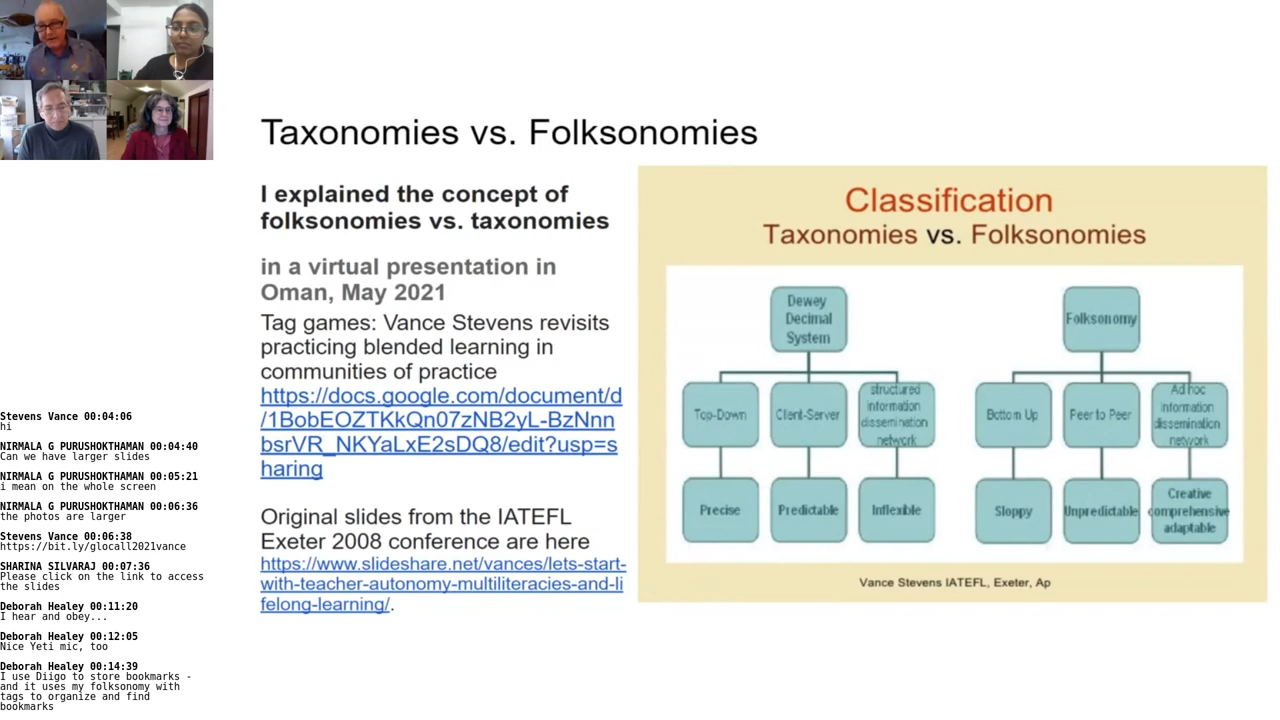 Taxonomies vs. Folksonomies
I explained the concept of
folksonomies vs. taxonomies
in a virtual presentation in
Oman, May 2021
Tag games: Vance Stevens revisits
practicing blended learning in
communities of practice
https://docs.google.com/document/d
/1BobEOZTKkQn07zNB2yL-BzNnn
bsrVR_NKYaLxE2sDQ8/edit?usp=s
haring
Original slides from the IATEFL
Exeter 2008 conference are here
https://www.slideshare.net/vances/lets-start-
with-teacher-autonomy-multiliteracies-and-li
felong-learning/.
Classification
Taxonomies vs. Folksonomies
Dewey
Decimal
System
Top-Down
Client-Server
structured
information
dissemination
network
Precise
Predictable
Inflexible
Folksonomy
Bottom Up
Peer to Peer
Ad hoc
information
dissemination
network
Sloppy
Unpredictable
Creative
comprehensive
adaptable
Vance Stevens IATEFL, Exeter, Ap
Stevens Vance 00:04:06
hi
NIRMALA G PURUSHOKTHAMAN 00:04:40
Can we have larger slides
NIRMALA G PURUSHOKTHAMAN 00:05:21
i mean on the whole screen
NIRMALA G PURUSHOKTHAMAN 00:06:36
the photos are larger
Stevens Vance 00:06:38
https://bit.ly/glocall2021vance
SHARINA SILVARAJ 00:07:36
Please click on the link to access
the slides
Deborah Healey 00:11:20
I hear and obey...
Deborah Healey 00:12:05
Nice Yeti mic, too
Deborah Healey 00:14:39
I use Diigo to store bookmarks -
and it uses my folksonomy with
tags to organize and find
bookmarks